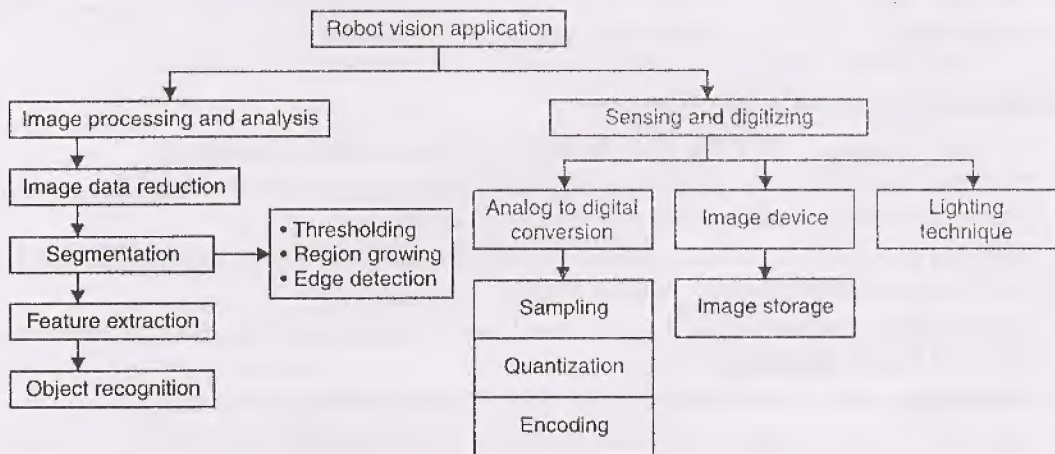 Robot vision application
Image processing and analysis
Sensing and digitizing
Image data reduction
Segmentation
• Thresholding
• Region growing
• Edge detection
Feature extraction
Object recognition
Analog to digital
conversion
Image device
Lighting
technique
Sampling
Image storage
Quantization
Encoding